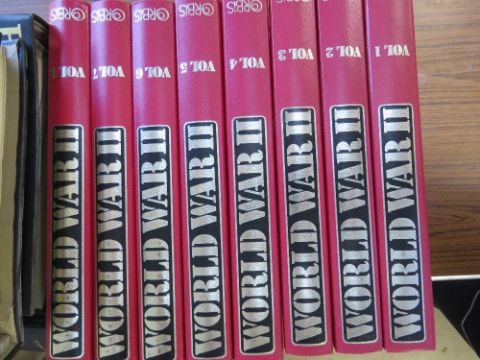 ORBIS
VOL. 8
WORLD WAR II
ORBIS
VOL. 7
WORLD WAR II
ORBIS
VOL. 6
WORLD WAR II
ORBIS
VOL. 5
WORLD WAR II
ORBIS
VOL. 4
WORLD WAR II
ORBIS
VOL. 3
WORLD WAR II
VOL. 2
WORLD WAR II
VOL. 1
WORLD WAR II